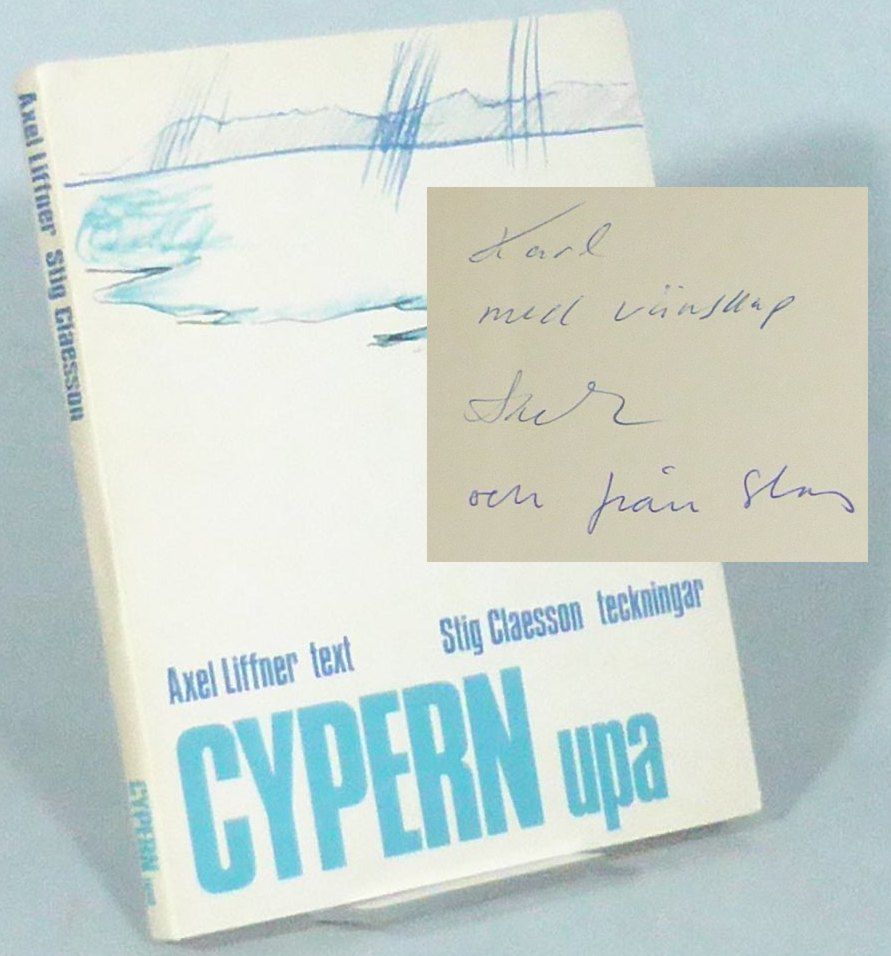 Axel Liffner Stig Claesson
CYPERN
Karl
med vänskap
och från Slas
Axel Liffner text
Stig Claesson teckningar
CYPERN upa